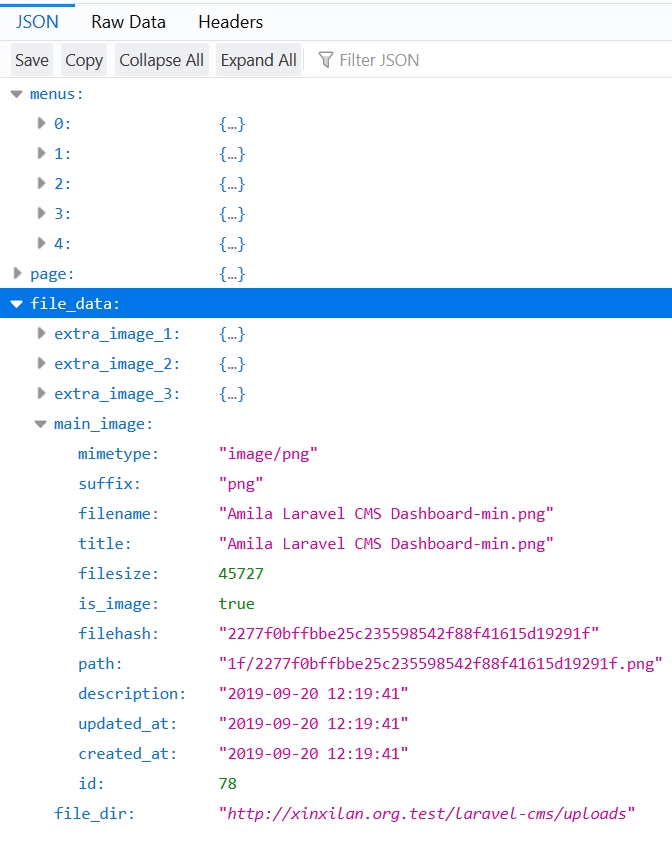 JSON Raw Data Headers
Save Copy Collapse All Expand All Filter JSON
menus:
0: {…}
1: {…}
2: {…}
3: {…}
4: {…}
page: {…}
file_data:
extra_image_1: {…}
extra_image_2: {…}
extra_image_3: {…}
main_image:
mimetype: "image/png"
suffix: "png"
filename: "Amila Laravel CMS Dashboard-min.png"
title: "Amila Laravel CMS Dashboard-min.png"
filesize: 45727
is_image: true
filehash: "2277f0bffbbe25c235598542f88f41615d19291f"
path: "1f/2277f0bffbbe25c235598542f88f41615d19291f.png"
description: "2019-09-20 12:19:41"
updated_at: "2019-09-20 12:19:41"
created_at: "2019-09-20 12:19:41"
id: 78
file_dir: "http://xinxilan.org.test/laravel-cms/uploads"